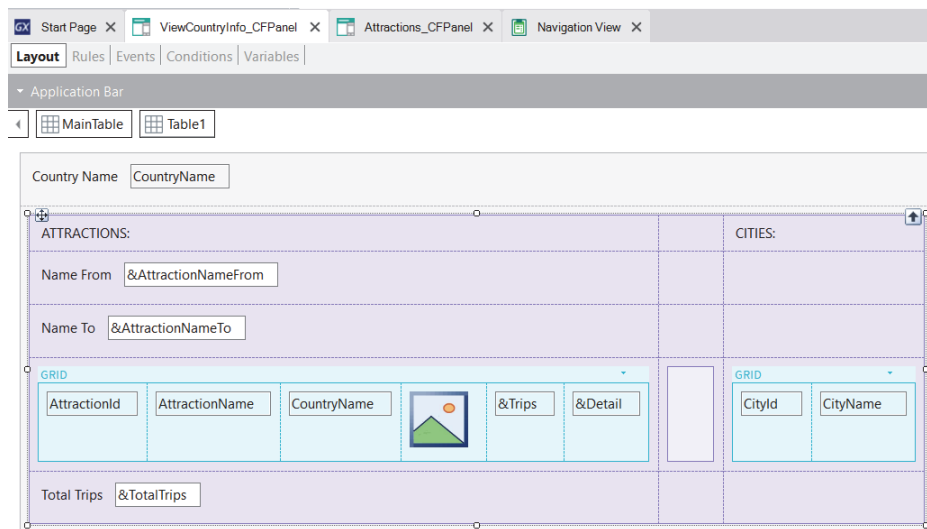 GX Start Page ViewCountryInfo_CFPanel Attractions_CFPanel Navigation View
Layout Rules Events Conditions Variables
Application Bar
MainTable Table1
Country Name CountryName
ATTRACTIONS: CITIES:
Name From &AttractionNameFrom
Name To &AttractionNameTo
GRID GRID
AttractionId AttractionName CountryName &Trips &Detail CityId CityName
Total Trips &TotalTrips